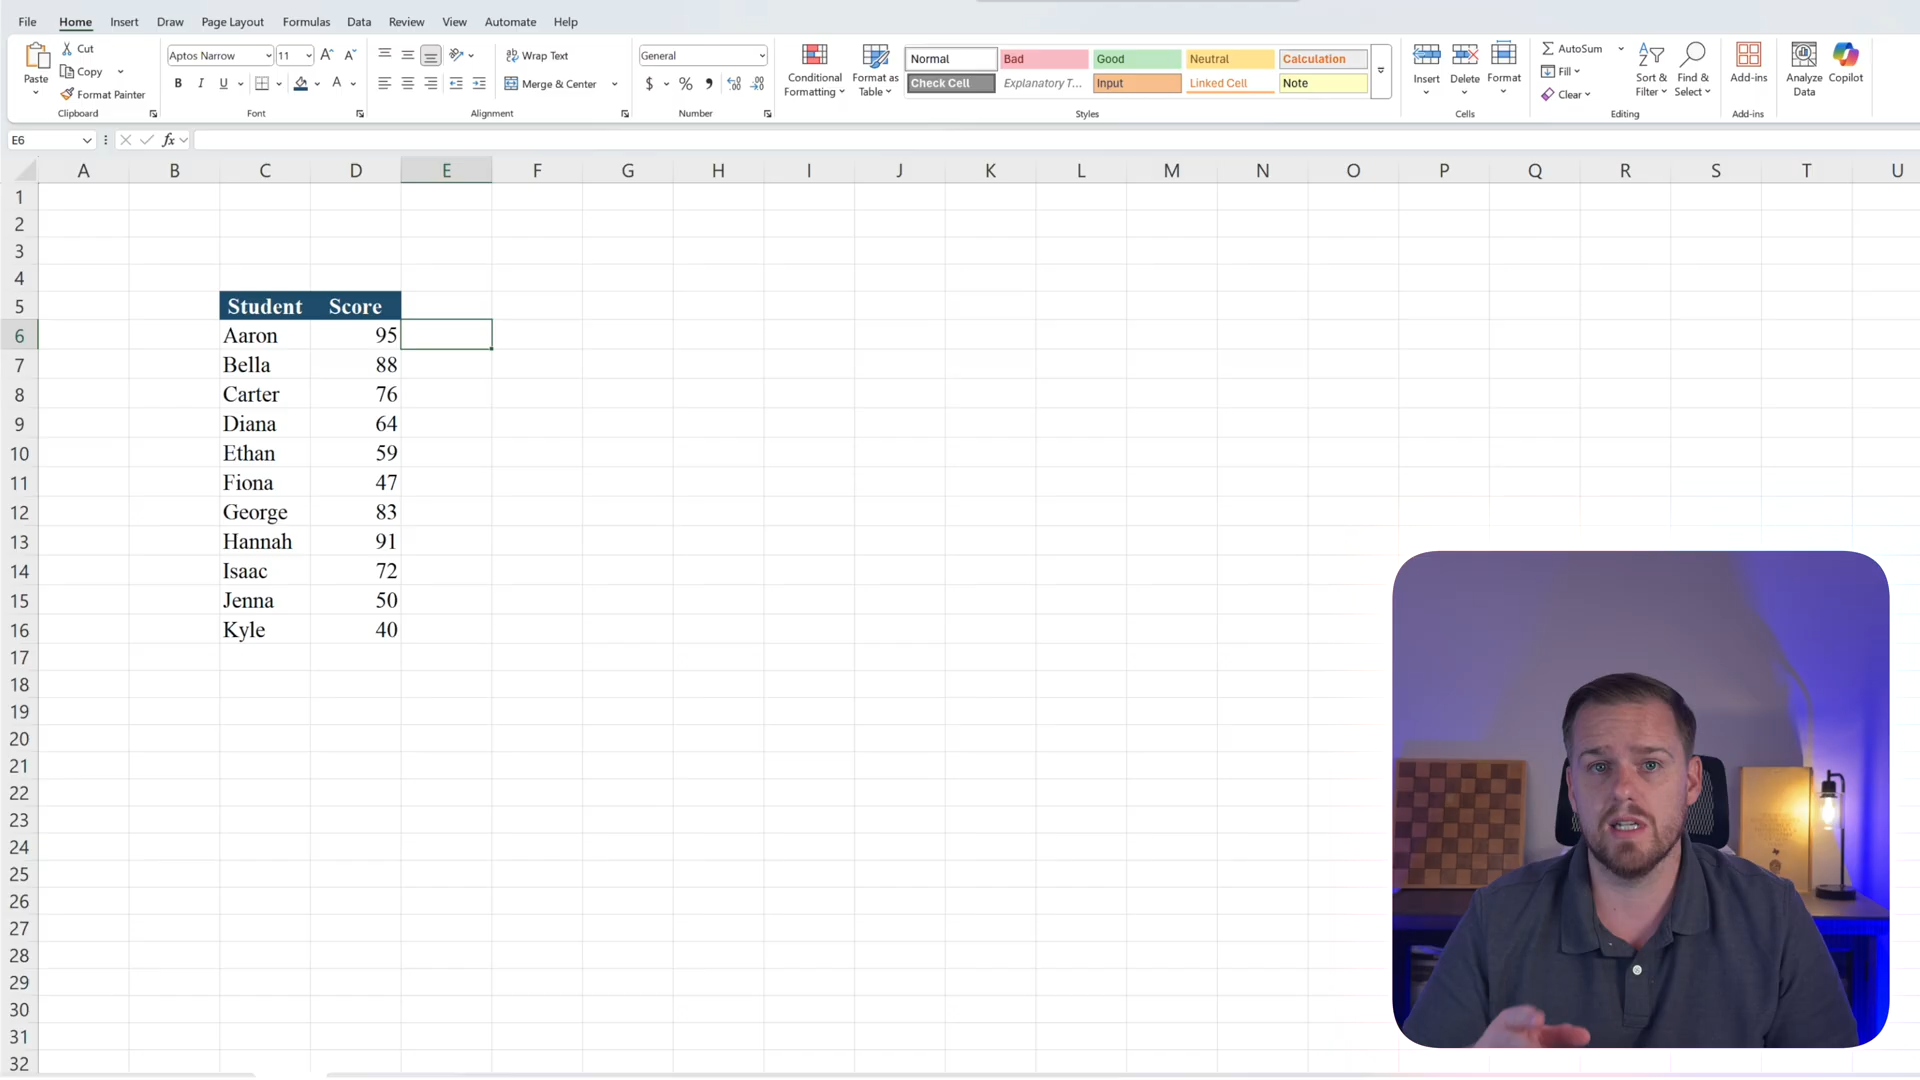 File Home Insert Draw Page Layout Formulas Data Review View Automate Help
Paste Cut Copy Format Painter Clipboard
Aptos Narrow 11 B I U A Font
Wrap Text Merge & Center Alignment
General $ % Number
Conditional Formatting Format as Table
Normal Bad Good Neutral Calculation
Check Cell Explanatory T... Input Linked Cell Note
Styles
Insert Delete Format Cells
AutoSum Fill Clear Sort & Filter Find & Select Editing
Add-ins Add-ins
Analyze Data Copilot
E6 fx
A B C D E F G H I J K L M N O P Q R S T U
1
2
3
4
5 Student Score
6 Aaron 95
7 Bella 88
8 Carter 76
9 Diana 64
10 Ethan 59
11 Fiona 47
12 George 83
13 Hannah 91
14 Isaac 72
15 Jenna 50
16 Kyle 40
17
18
19
20
21
22
23
24
25
26
27
28
29
30
31
32